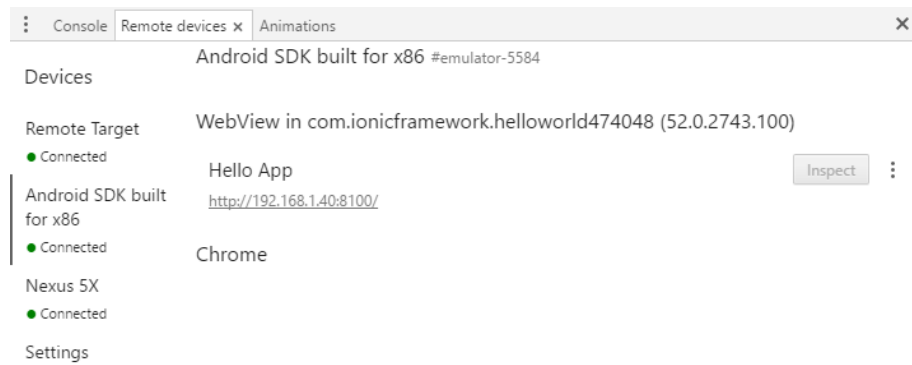 Console Remote devices x Animations
Devices
Remote Target
Connected
Android SDK built
for x86
Connected
Nexus 5X
Connected
Settings
Android SDK built for x86 #emulator-5584
WebView in com.ionicframework.helloworld474048 (52.0.2743.100)
Hello App
Inspect
http://192.168.1.40:8100/
Chrome